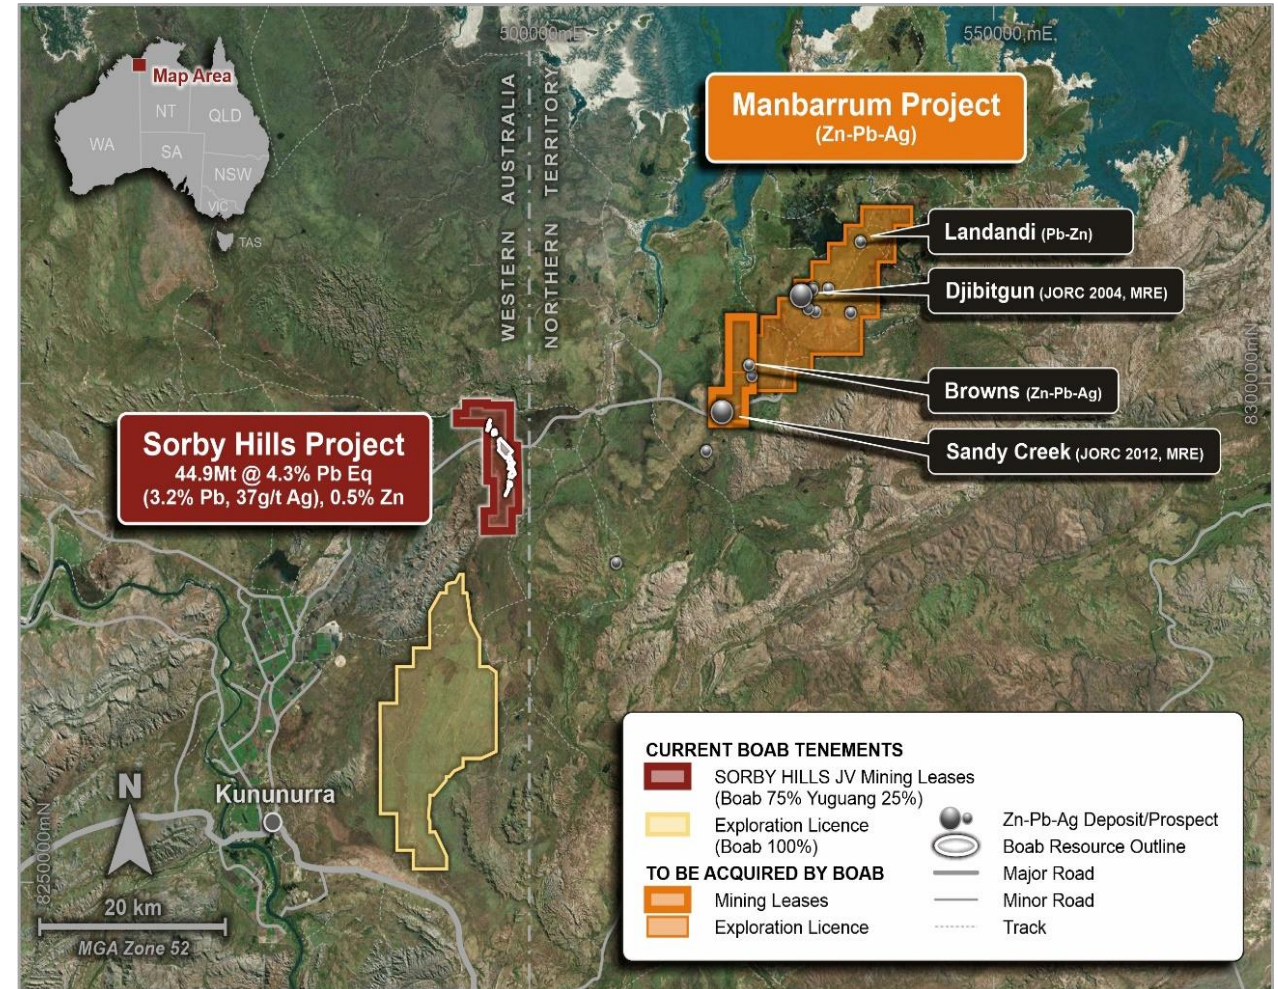 500000mE
550000mE
Map Area
NT
QLD
WA
SA
NSW
VIC
TAS
WESTERN AUSTRALIA
NORTHERN TERRITORY
Manbarrum Project
(Zn-Pb-Ag)
Landandi (Pb-Zn)
Djibitgun (JORC 2004, MRE)
Browns (Zn-Pb-Ag)
Sandy Creek (JORC 2012, MRE)
8300000mN
Sorby Hills Project
44.9Mt @ 4.3% Pb Eq
(3.2% Pb, 37g/t Ag), 0.5% Zn
Kununurra
N
8250000mN
20 km
MGA Zone 52
CURRENT BOAB TENEMENTS
SORBY HILLS JV Mining Leases
(Boab 75% Yuguang 25%)
Exploration Licence
(Boab 100%)
TO BE ACQUIRED BY BOAB
Mining Leases
Exploration Licence
Zn-Pb-Ag Deposit/Prospect
Boab Resource Outline
Major Road
Minor Road
Track